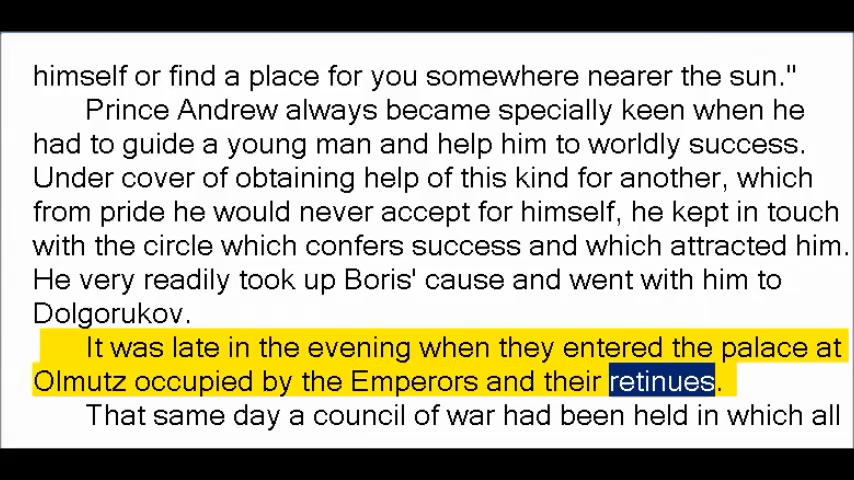 himself or find a place for you somewhere nearer the sun."
Prince Andrew always became specially keen when he
had to guide a young man and help him to worldly success.
Under cover of obtaining help of this kind for another, which
from pride he would never accept for himself, he kept in touch
with the circle which confers success and which attracted him.
He very readily took up Boris' cause and went with him to
Dolgorukov.
It was late in the evening when they entered the palace at
Olmutz occupied by the Emperors and their retinues.
That same day a council of war had been held in which all